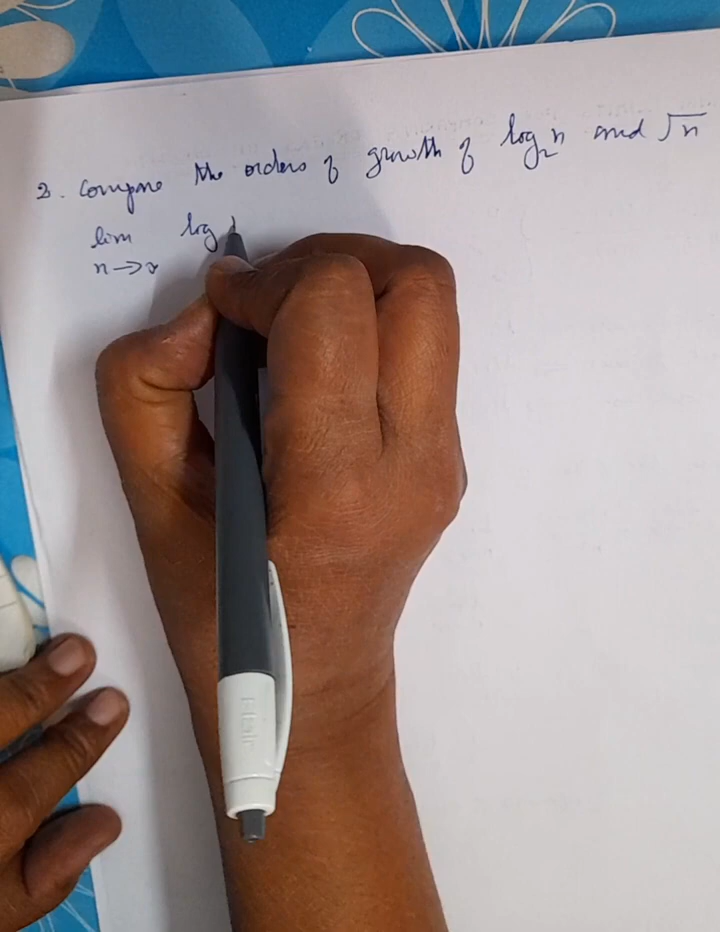 2. Compare the orders of growth of log₂n and √n
lim log
n→∞